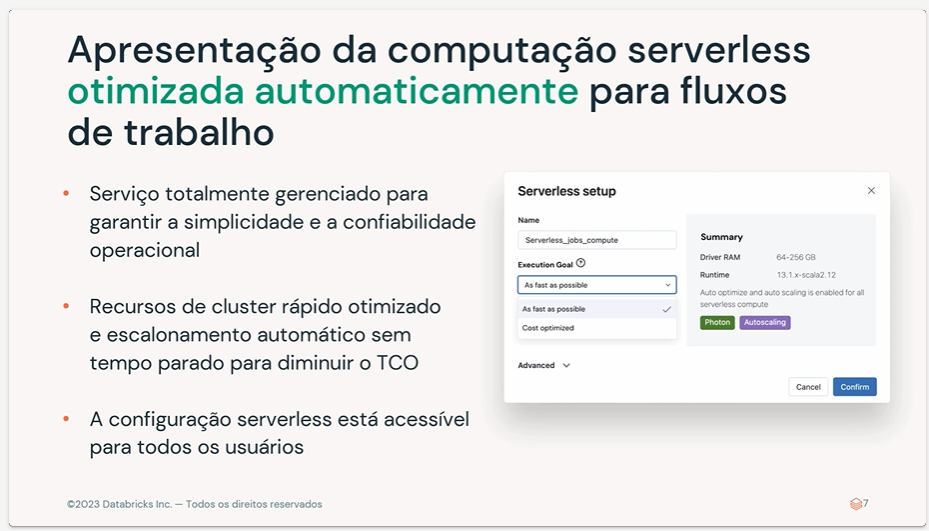 Apresentação da computação serverless
otimizada automaticamente para fluxos
de trabalho
• Serviço totalmente gerenciado para
garantir a simplicidade e a confiabilidade
operacional
• Recursos de cluster rápido otimizado
e escalonamento automático sem
tempo parado para diminuir o TCO
• A configuração serverless está acessível
para todos os usuários
Serverless setup
Name
Serverless_jobs_compute
Execution Goal
As fast as possible
As fast as possible
Cost optimized
Advanced
Summary
Driver RAM 64-256 GB
Runtime 13.1.x-scala2.12
Auto optimize and auto scaling is enabled for all
serverless compute
Photon Autoscaling
Cancel Confirm
©2023 Databricks Inc. — Todos os direitos reservados
7